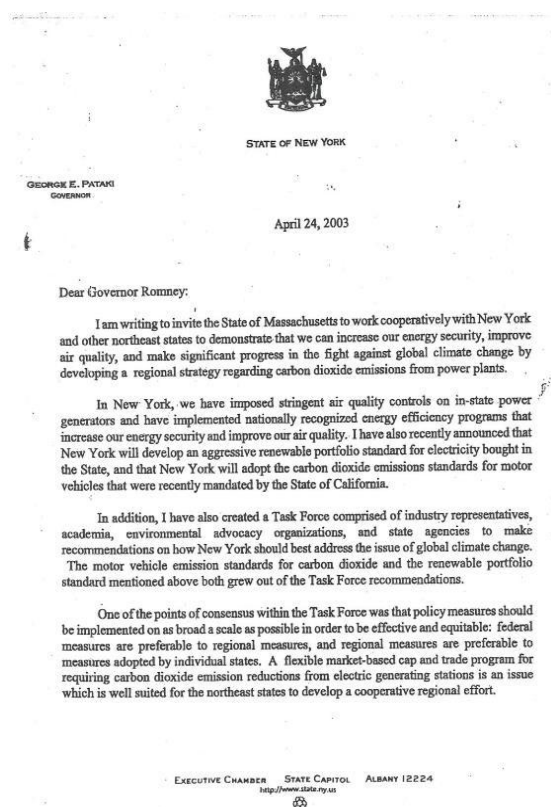 STATE OF NEW YORK
GEORGE E. PATAKI
GOVERNOR
April 24, 2003
Dear Governor Romney:
I am writing to invite the State of Massachusetts to work cooperatively with New York
and other northeast states to demonstrate that we can increase our energy security, improve
air quality, and make significant progress in the fight against global climate change by
developing a regional strategy regarding carbon dioxide emissions from power plants.
In New York, we have imposed stringent air quality controls on in-state power
generators and have implemented nationally recognized energy efficiency programs that
increase our energy security and improve our air quality. I have also recently announced that
New York will develop an aggressive renewable portfolio standard for electricity bought in
the State, and that New York will adopt the carbon dioxide emissions standards for motor
vehicles that were recently mandated by the State of California.
In addition, I have also created a Task Force comprised of industry representatives,
academia, environmental advocacy organizations, and state agencies to make
recommendations on how New York should best address the issue of global climate change.
The motor vehicle emission standards for carbon dioxide and the renewable portfolio
standard mentioned above both grew out of the Task Force recommendations.
One of the points of consensus within the Task Force was that policy measures should
be implemented on as broad a scale as possible in order to be effective and equitable: federal
measures are preferable to regional measures, and regional measures are preferable to
measures adopted by individual states. A flexible market-based cap and trade program for
requiring carbon dioxide emission reductions from electric generating stations is an issue
which is well suited for the northeast states to develop a cooperative regional effort.
EXECUTIVE CHAMBER STATE CAPITOL ALBANY 12224
http://www.state.ny.us